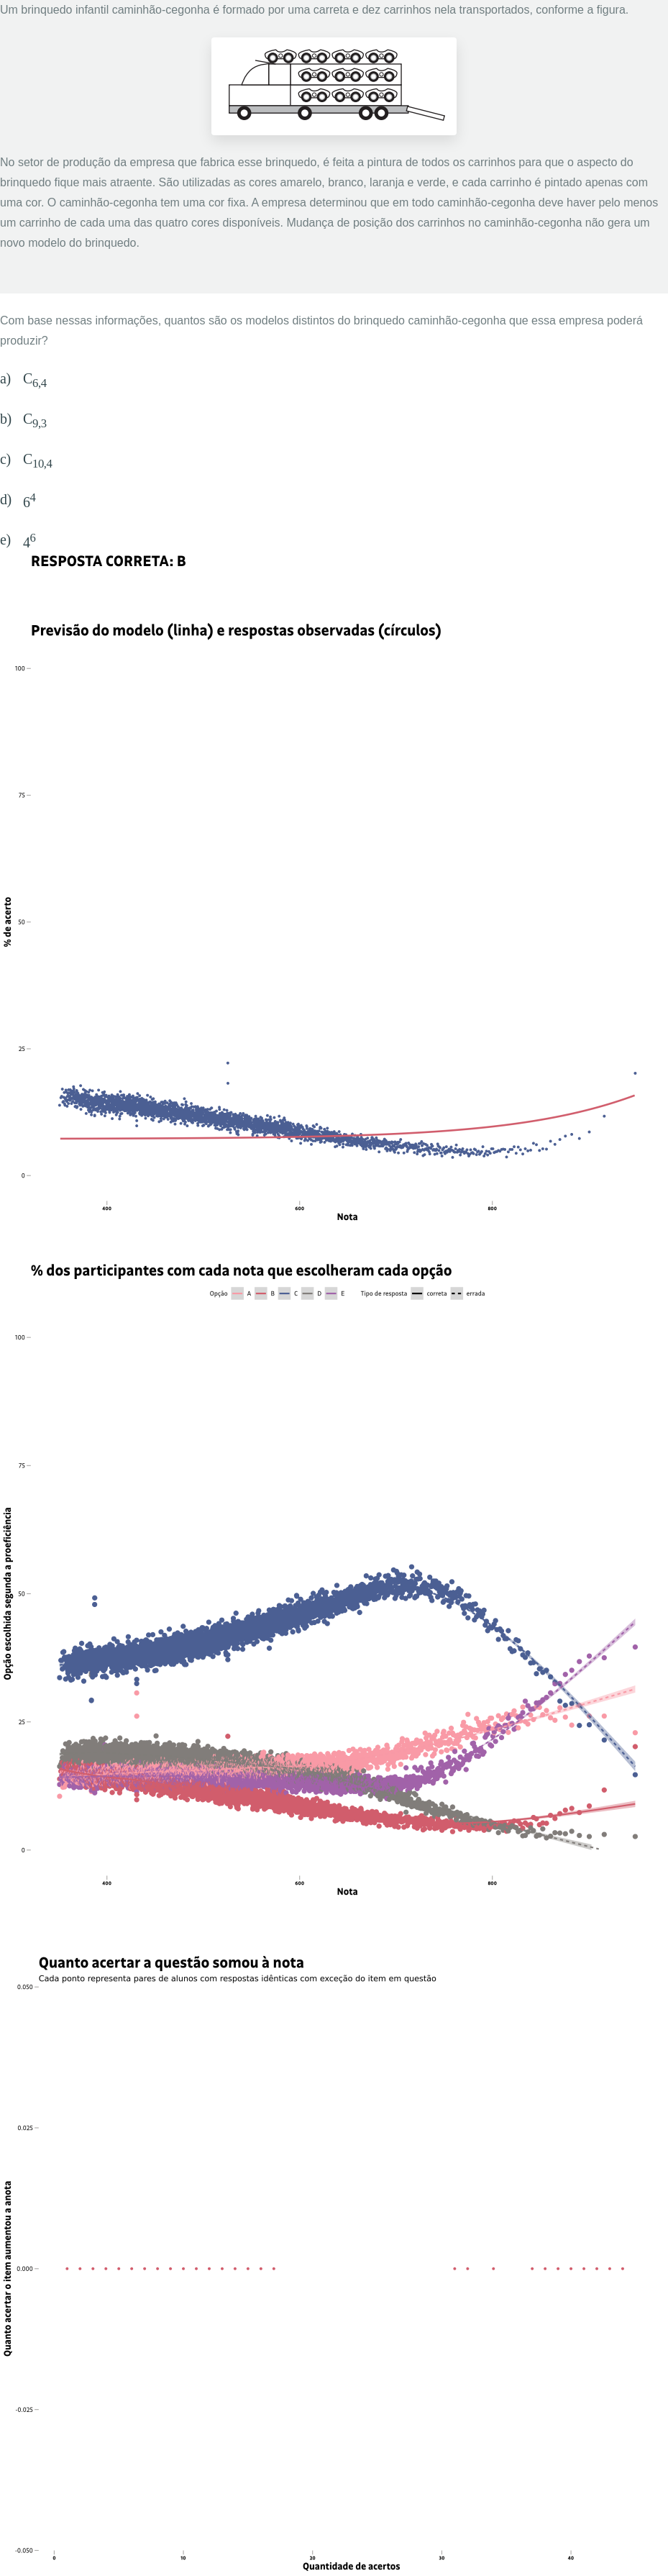 Um brinquedo infantil caminhão-cegonha é formado por uma carreta e dez carrinhos nela transportados, conforme a figura.
No setor de produção da empresa que fabrica esse brinquedo, é feita a pintura de todos os carrinhos para que o aspecto do
brinquedo fique mais atraente. São utilizadas as cores amarelo, branco, laranja e verde, e cada carrinho é pintado apenas com
uma cor. O caminhão-cegonha tem uma cor fixa. A empresa determinou que em todo caminhão-cegonha deve haver pelo menos
um carrinho de cada uma das quatro cores disponíveis. Mudança de posição dos carrinhos no caminhão-cegonha não gera um
novo modelo do brinquedo.
Com base nessas informações, quantos são os modelos distintos do brinquedo caminhão-cegonha que essa empresa poderá
produzir?
a) C6,4
b) C9,3
c) C10,4
d) 6^4
e) 4^6
RESPOSTA CORRETA: B
Previsão do modelo (linha) e respostas observadas (círculos)
100
75
% de acerto
50
25
0
400 600 800
Nota
% dos participantes com cada nota que escolheram cada opção
Opção A B C D E Tipo de resposta correta errada
100
75
Opção escolhida segunda a proeficiência
50
25
0
400 600 800
Nota
Quanto acertar a questão somou à nota
Cada ponto representa pares de alunos com respostas idênticas com exceção do item em questão
0.050
0.025
Quanto acertar o item aumentou a anota
0.000
-0.025
-0.050
0 10 20 30 40
Quantidade de acertos